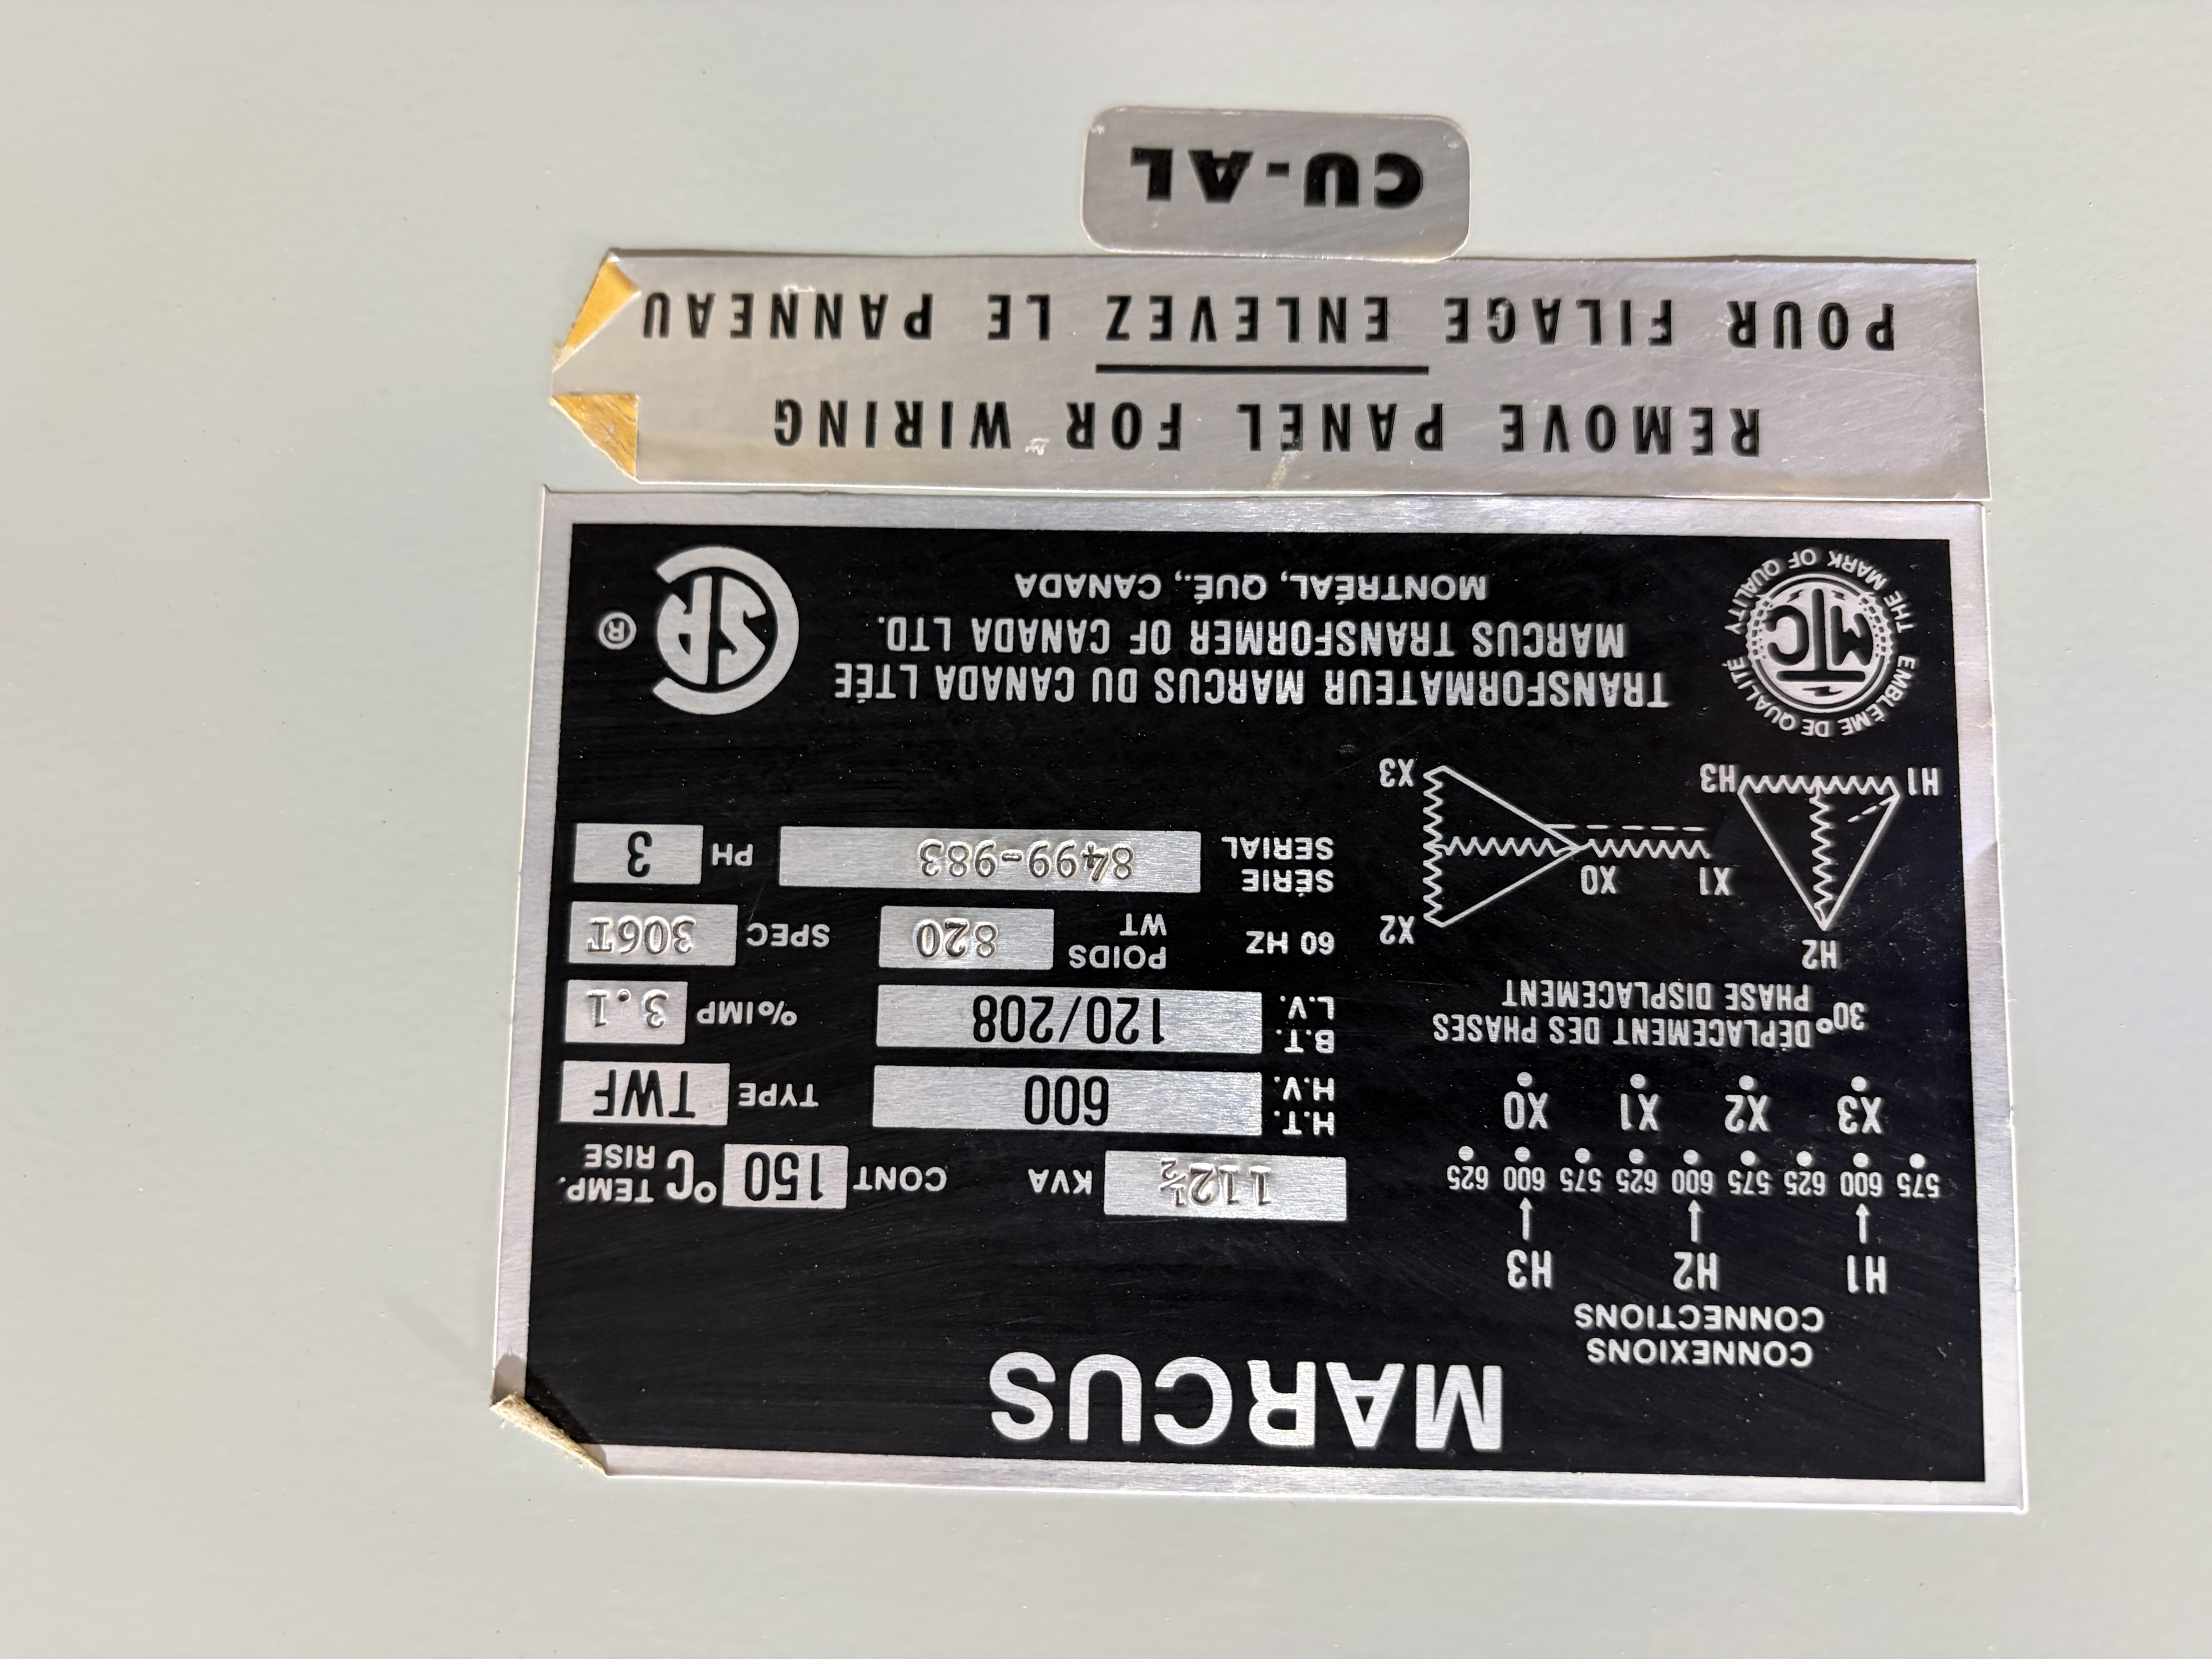 MARCUS
CONNEXIONS
CONNECTIONS
H1 H2 H3
575 600 625 575 600 625 575 600 625
X3 X2 X1 X0
30° DÉPLACEMENT DES PHASES
PHASE DISPLACEMENT
H2
H1 H3
X2
X1 X0
X3
112½ KVA CONT 150 °C TEMP. RISE
H.T.
H.V. 600 TYPE TWF
B.T.
L.V. 120/208 %IMP 3.1
60 HZ POIDS
WT 820 SPEC 306T
SÉRIE
SERIAL 8499-983 PH 3
MTC
EMBLÈME DE QUALITÉ
THE MARK OF QUALITY
TRANSFORMATEUR MARCUS DU CANADA LTÉE
MARCUS TRANSFORMER OF CANADA LTD.
MONTRÉAL, QUÉ., CANADA
CSA ®
REMOVE PANEL FOR WIRING
POUR FILAGE ENLEVEZ LE PANNEAU
CU-AL